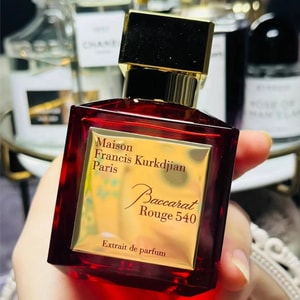 Maison
Francis Kurkdjian
Paris
Baccarat
Rouge 540
Extrait de parfum
CHANEL